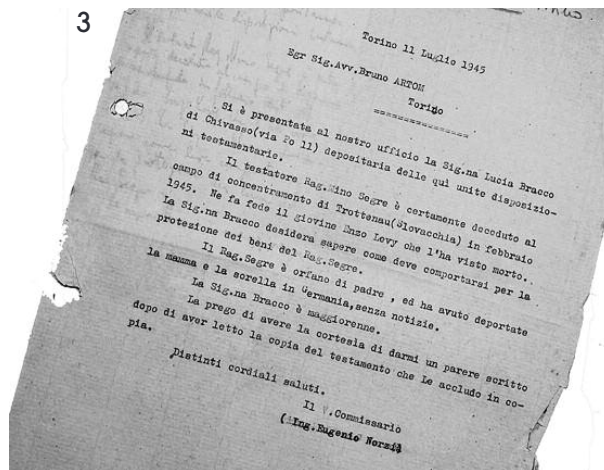 3
Torino 11 Luglio 1945
Egr Sig.Avv.Bruno ARTOM
Torino
Si è presentata al nostro ufficio la Sig.na Lucia Bracco
di Chivasso(via Po 11) depositaria delle quì unite disposizio-
ni testamentarie.
Il testatore Rag.Nino Segre è certamente deceduto al
campo di concentramento di Trottenau(Slovacchia) in febbraio
1945. Ne fa fede il giovine Enzo Levy che l'ha visto morto.
La Sig.na Bracco desidera sapere come deve comportarsi per la
protezione dei beni del Rag.Segre.
Il Rag.Segre è orfano di padre , ed ha avuto deportate
la mamma e la sorella in Germania,senza notizie.
La Sig.na Bracco è maggiorenne.
La prego di avere la cortesia di darmi un parere scritto
dopo di aver letto la copia del testamento che Le accludo in co-
pia.
Distinti cordiali saluti.
Il Commissario
(Ing.Eugenio Norzi)